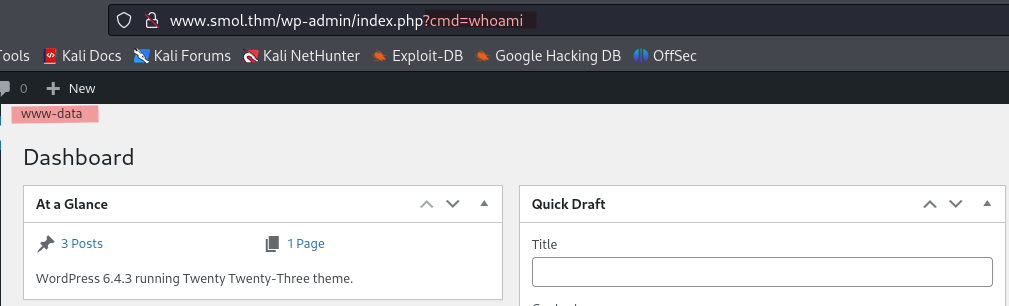 www.smol.thm/wp-admin/index.php?cmd=whoami
ools Kali Docs Kali Forums Kali NetHunter Exploit-DB Google Hacking DB OffSec
0 New
www-data
Dashboard
At a Glance
Quick Draft
3 Posts 1 Page
Title
WordPress 6.4.3 running Twenty Twenty-Three theme.